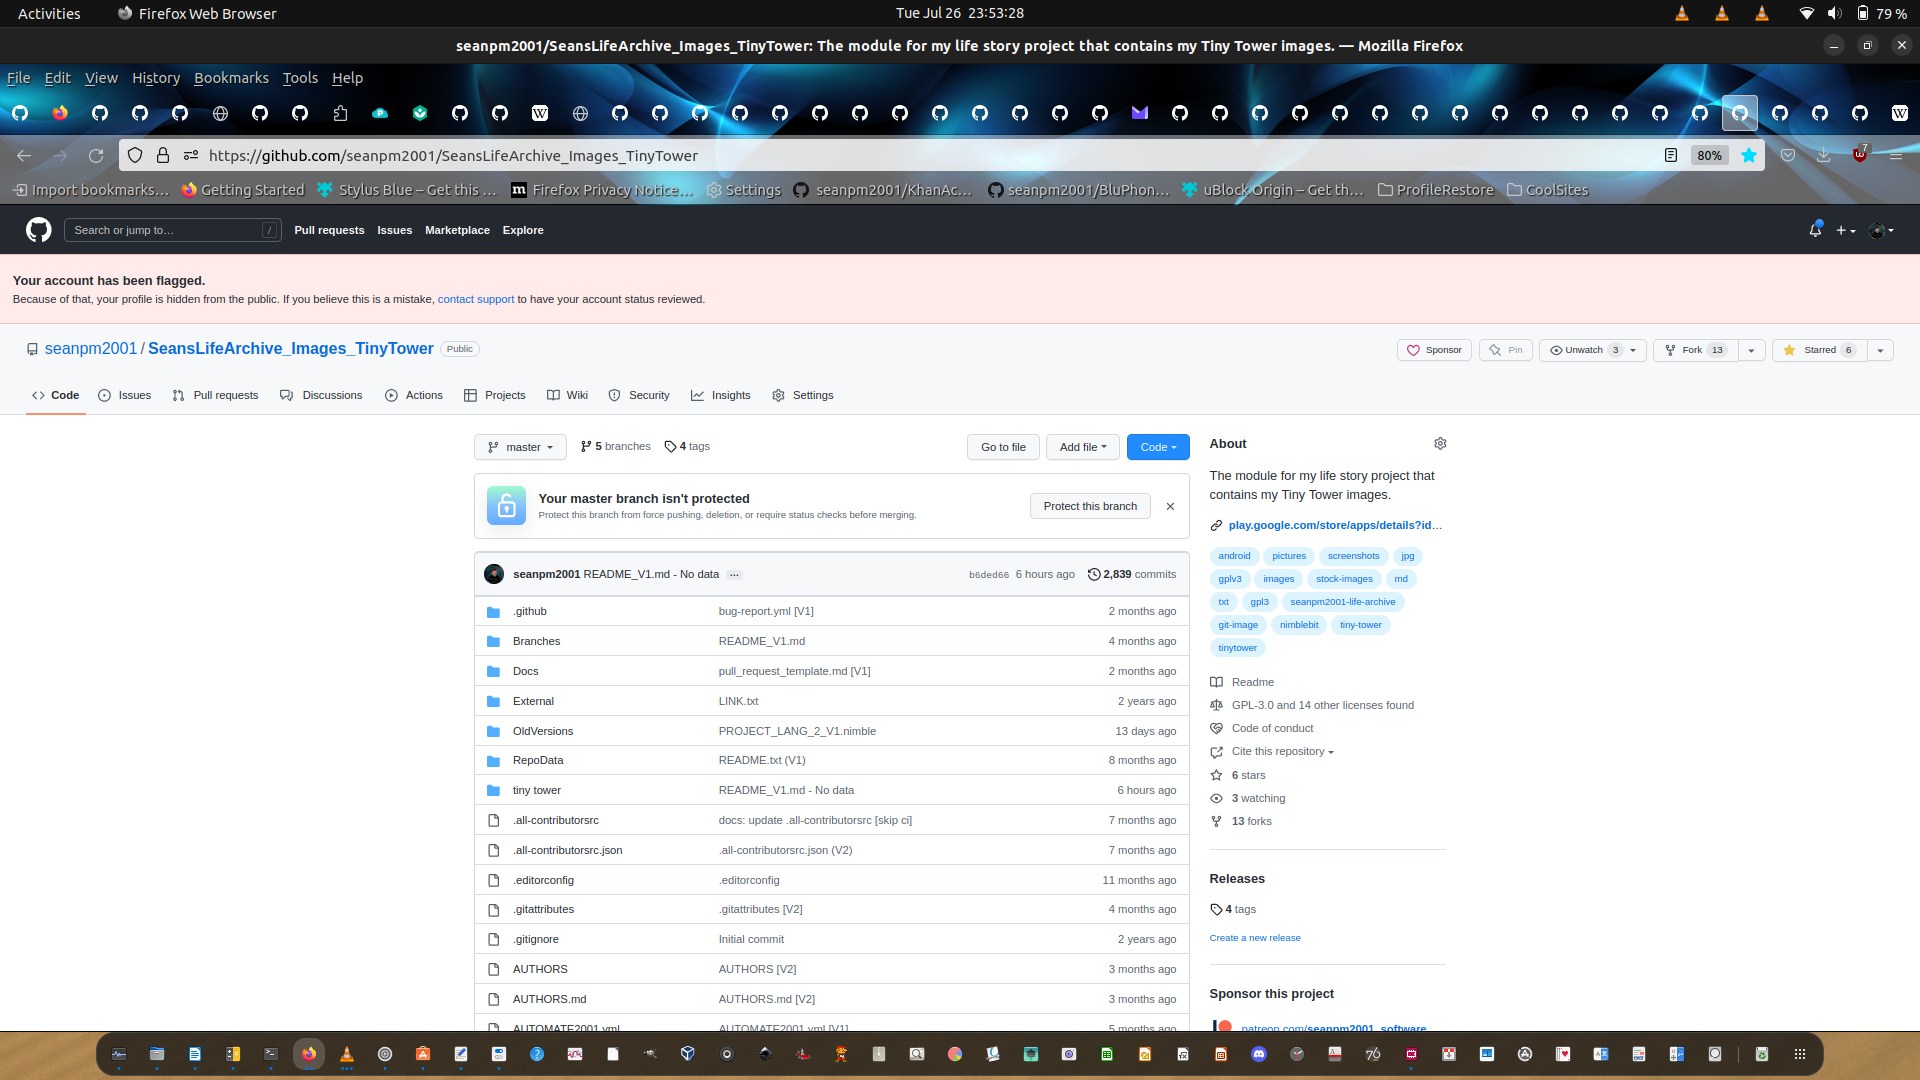 Activities
Firefox Web Browser
Tue Jul 26 23:53:28
79 %
seanpm2001/SeansLifeArchive_Images_TinyTower: The module for my life story project that contains my Tiny Tower images. — Mozilla Firefox
File Edit View History Bookmarks Tools Help
https://github.com/seanpm2001/SeansLifeArchive_Images_TinyTower
80%
7
Import bookmarks… Getting Started Stylus Blue – Get this … Firefox Privacy Notice… Settings seanpm2001/KhanAc… seanpm2001/BluPhon… uBlock Origin – Get th… ProfileRestore CoolSites
Search or jump to… /
Pull requests Issues Marketplace Explore
Your account has been flagged.
Because of that, your profile is hidden from the public. If you believe this is a mistake, contact support to have your account status reviewed.
seanpm2001 / SeansLifeArchive_Images_TinyTower Public
Sponsor Pin Unwatch 3 Fork 13 Starred 6
Code Issues Pull requests Discussions Actions Projects Wiki Security Insights Settings
master 5 branches 4 tags
Go to file Add file Code
Your master branch isn't protected
Protect this branch from force pushing, deletion, or require status checks before merging.
Protect this branch
seanpm2001 README_V1.md - No data … b6ded66 6 hours ago 2,839 commits
.github bug-report.yml [V1] 2 months ago
Branches README_V1.md 4 months ago
Docs pull_request_template.md [V1] 2 months ago
External LINK.txt 2 years ago
OldVersions PROJECT_LANG_2_V1.nimble 13 days ago
RepoData README.txt (V1) 8 months ago
tiny tower README_V1.md - No data 6 hours ago
.all-contributorsrc docs: update .all-contributorsrc [skip ci] 7 months ago
.all-contributorsrc.json .all-contributorsrc.json (V2) 7 months ago
.editorconfig .editorconfig 11 months ago
.gitattributes .gitattributes [V2] 4 months ago
.gitignore Initial commit 2 years ago
AUTHORS AUTHORS [V2] 3 months ago
AUTHORS.md AUTHORS.md [V2] 3 months ago
AUTOMATE2001.yml AUTOMATE2001.yml [V1] 5 months ago
About
The module for my life story project that
contains my Tiny Tower images.
play.google.com/store/apps/details?id…
android pictures screenshots jpg
gplv3 images stock-images md
txt gpl3 seanpm2001-life-archive
git-image nimblebit tiny-tower
tinytower
Readme
GPL-3.0 and 14 other licenses found
Code of conduct
Cite this repository
6 stars
3 watching
13 forks
Releases
4 tags
Create a new release
Sponsor this project
patreon.com/seanpm2001_software